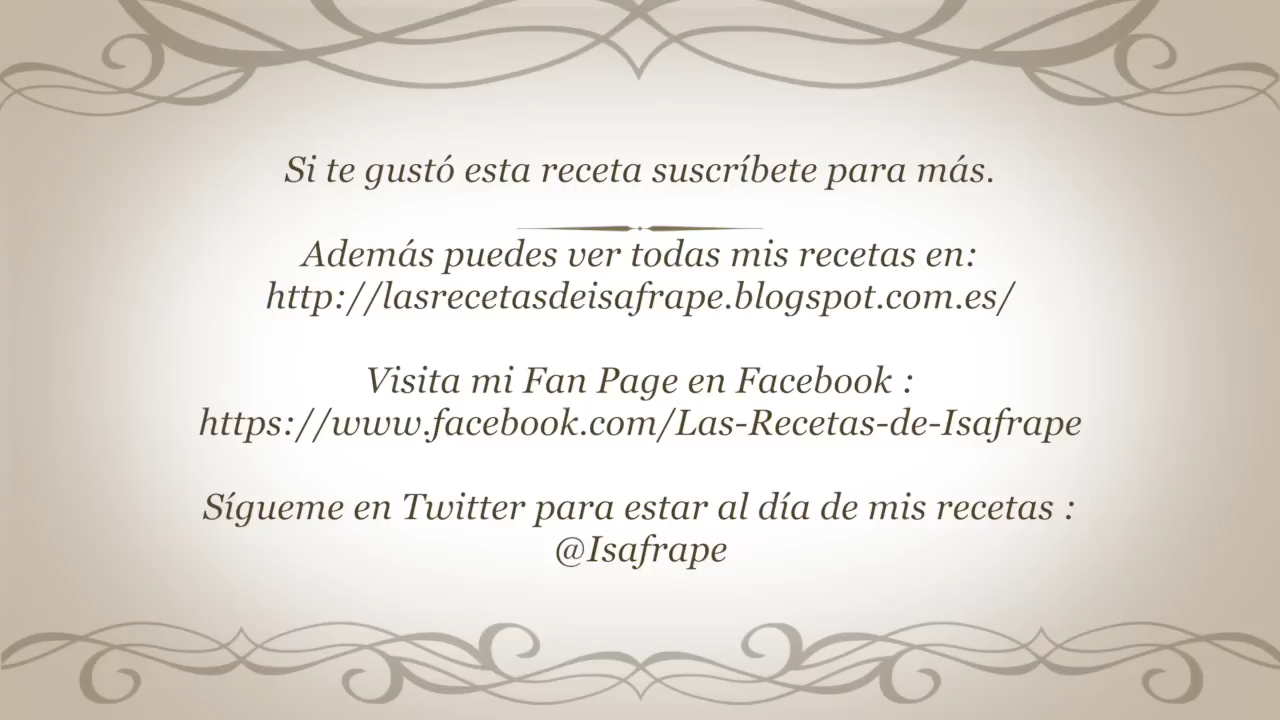 Si te gustó esta receta suscríbete para más.
Además puedes ver todas mis recetas en:
http://lasrecetasdeisafrape.blogspot.com.es/
Visita mi Fan Page en Facebook :
https://www.facebook.com/Las-Recetas-de-Isafrape
Sígueme en Twitter para estar al día de mis recetas :
@Isafrape